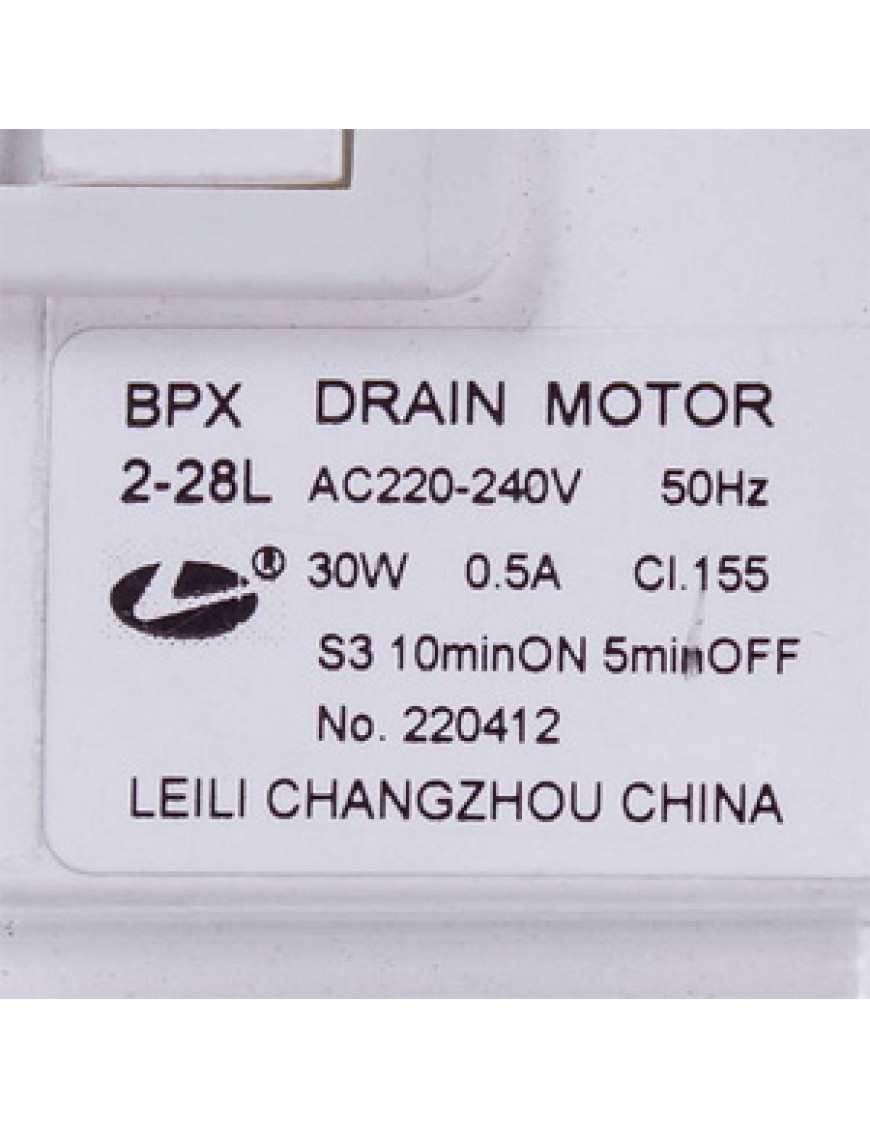 BPX DRAIN MOTOR
2-28L AC220-240V 50Hz
® 30W 0.5A Cl.155
S3 10minON 5minOFF
No. 220412
LEILI CHANGZHOU CHINA